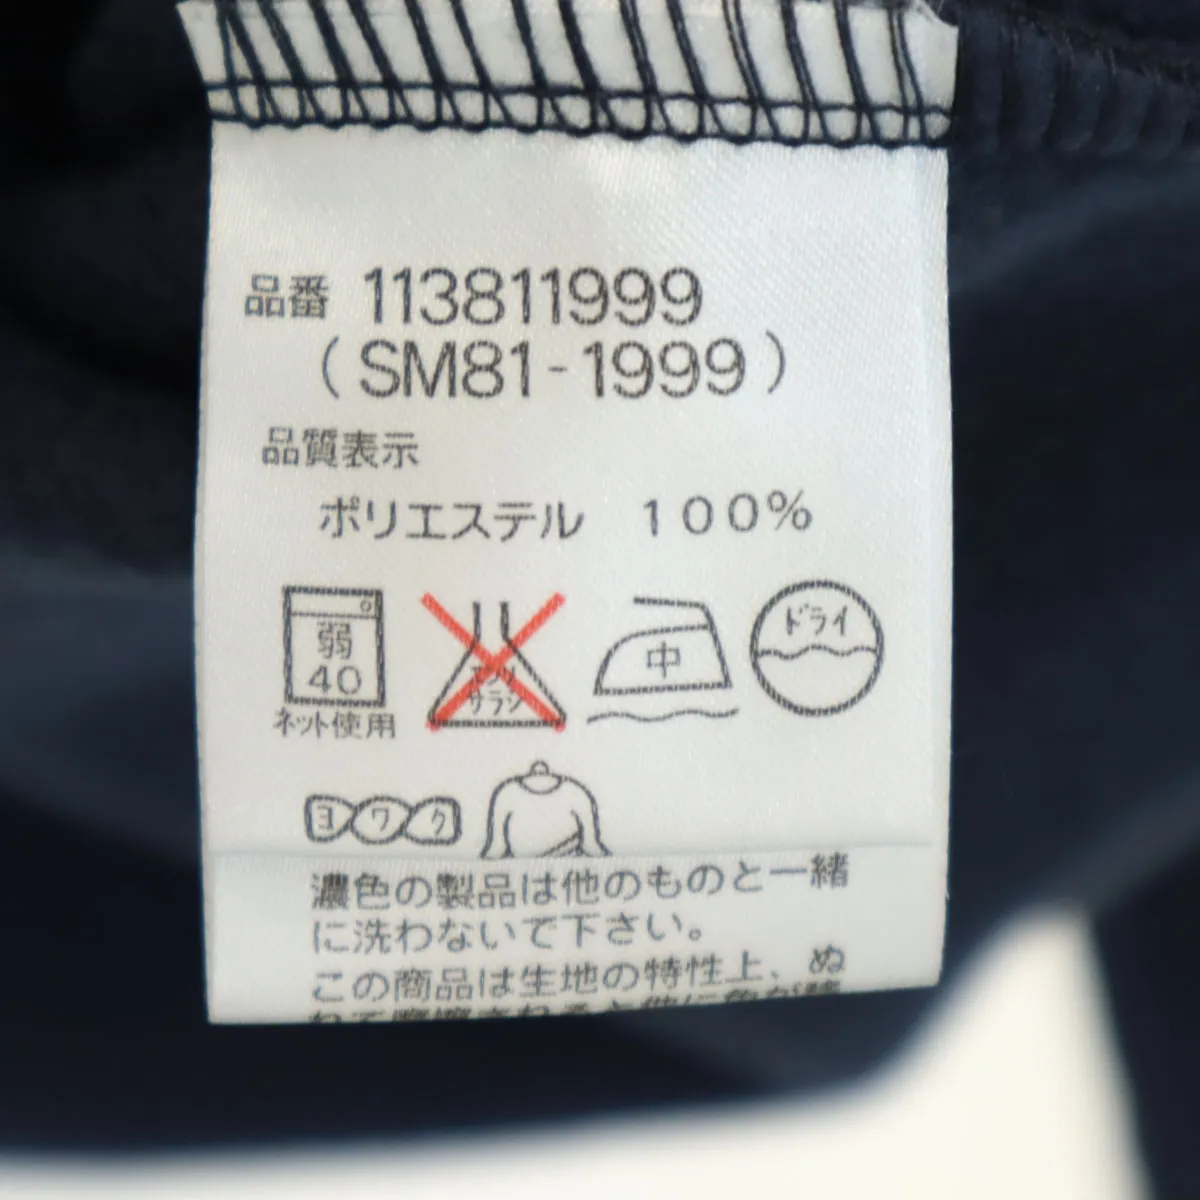 品番 113811999
(SM81-1999)
品質表示
ポリエステル 100%
弱
40
ネット使用
エンソ
サラシ
中
ドライ
ヨワク
濃色の製品は他のものと一緒
に洗わないで下さい。
この商品は生地の特性上、ぬ